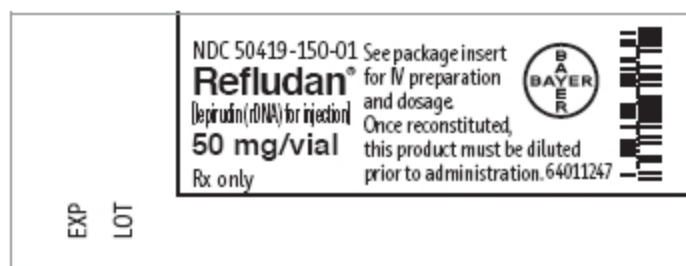 NDC 50419-150-01
Refludan®
[lepirudin (rDNA) for injection]
50 mg/vial
Rx only
See package insert
for IV preparation
and dosage.
Once reconstituted,
this product must be diluted
prior to administration. 64011247
BAYER
BAYER
EXP
LOT